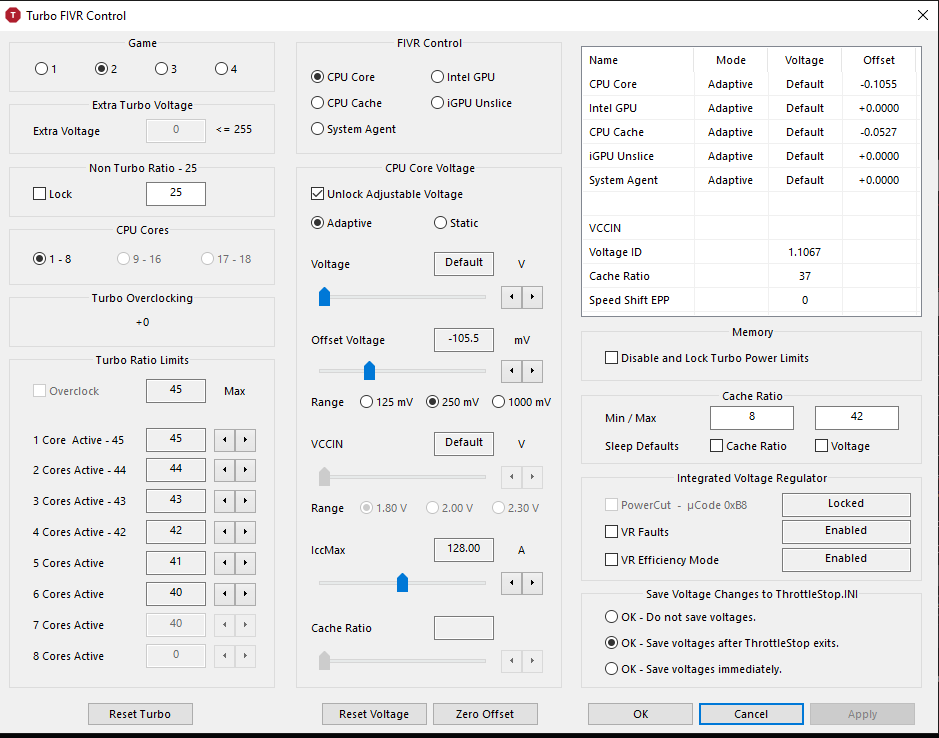 Turbo FIVR Control
Game
1 2 3 4
Extra Turbo Voltage
Extra Voltage 0 <= 255
Non Turbo Ratio - 25
Lock 25
CPU Cores
1 - 8 9 - 16 17 - 18
Turbo Overclocking
+0
Turbo Ratio Limits
Overclock 45 Max
1 Core Active - 45 45
2 Cores Active - 44 44
3 Cores Active - 43 43
4 Cores Active - 42 42
5 Cores Active 41
6 Cores Active 40
7 Cores Active 40
8 Cores Active 0
Reset Turbo
FIVR Control
CPU Core Intel GPU
CPU Cache iGPU Unslice
System Agent
CPU Core Voltage
Unlock Adjustable Voltage
Adaptive Static
Voltage Default V
Offset Voltage -105.5 mV
Range 125 mV 250 mV 1000 mV
VCCIN Default V
Range 1.80 V 2.00 V 2.30 V
IccMax 128.00 A
Cache Ratio
Reset Voltage Zero Offset
Name Mode Voltage Offset
CPU Core Adaptive Default -0.1055
Intel GPU Adaptive Default +0.0000
CPU Cache Adaptive Default -0.0527
iGPU Unslice Adaptive Default +0.0000
System Agent Adaptive Default +0.0000
VCCIN
Voltage ID 1.1067
Cache Ratio 37
Speed Shift EPP 0
Memory
Disable and Lock Turbo Power Limits
Cache Ratio
Min / Max 8 42
Sleep Defaults Cache Ratio Voltage
Integrated Voltage Regulator
PowerCut - µCode 0xB8 Locked
VR Faults Enabled
VR Efficiency Mode Enabled
Save Voltage Changes to ThrottleStop.INI
OK - Do not save voltages.
OK - Save voltages after ThrottleStop exits.
OK - Save voltages immediately.
OK Cancel Apply